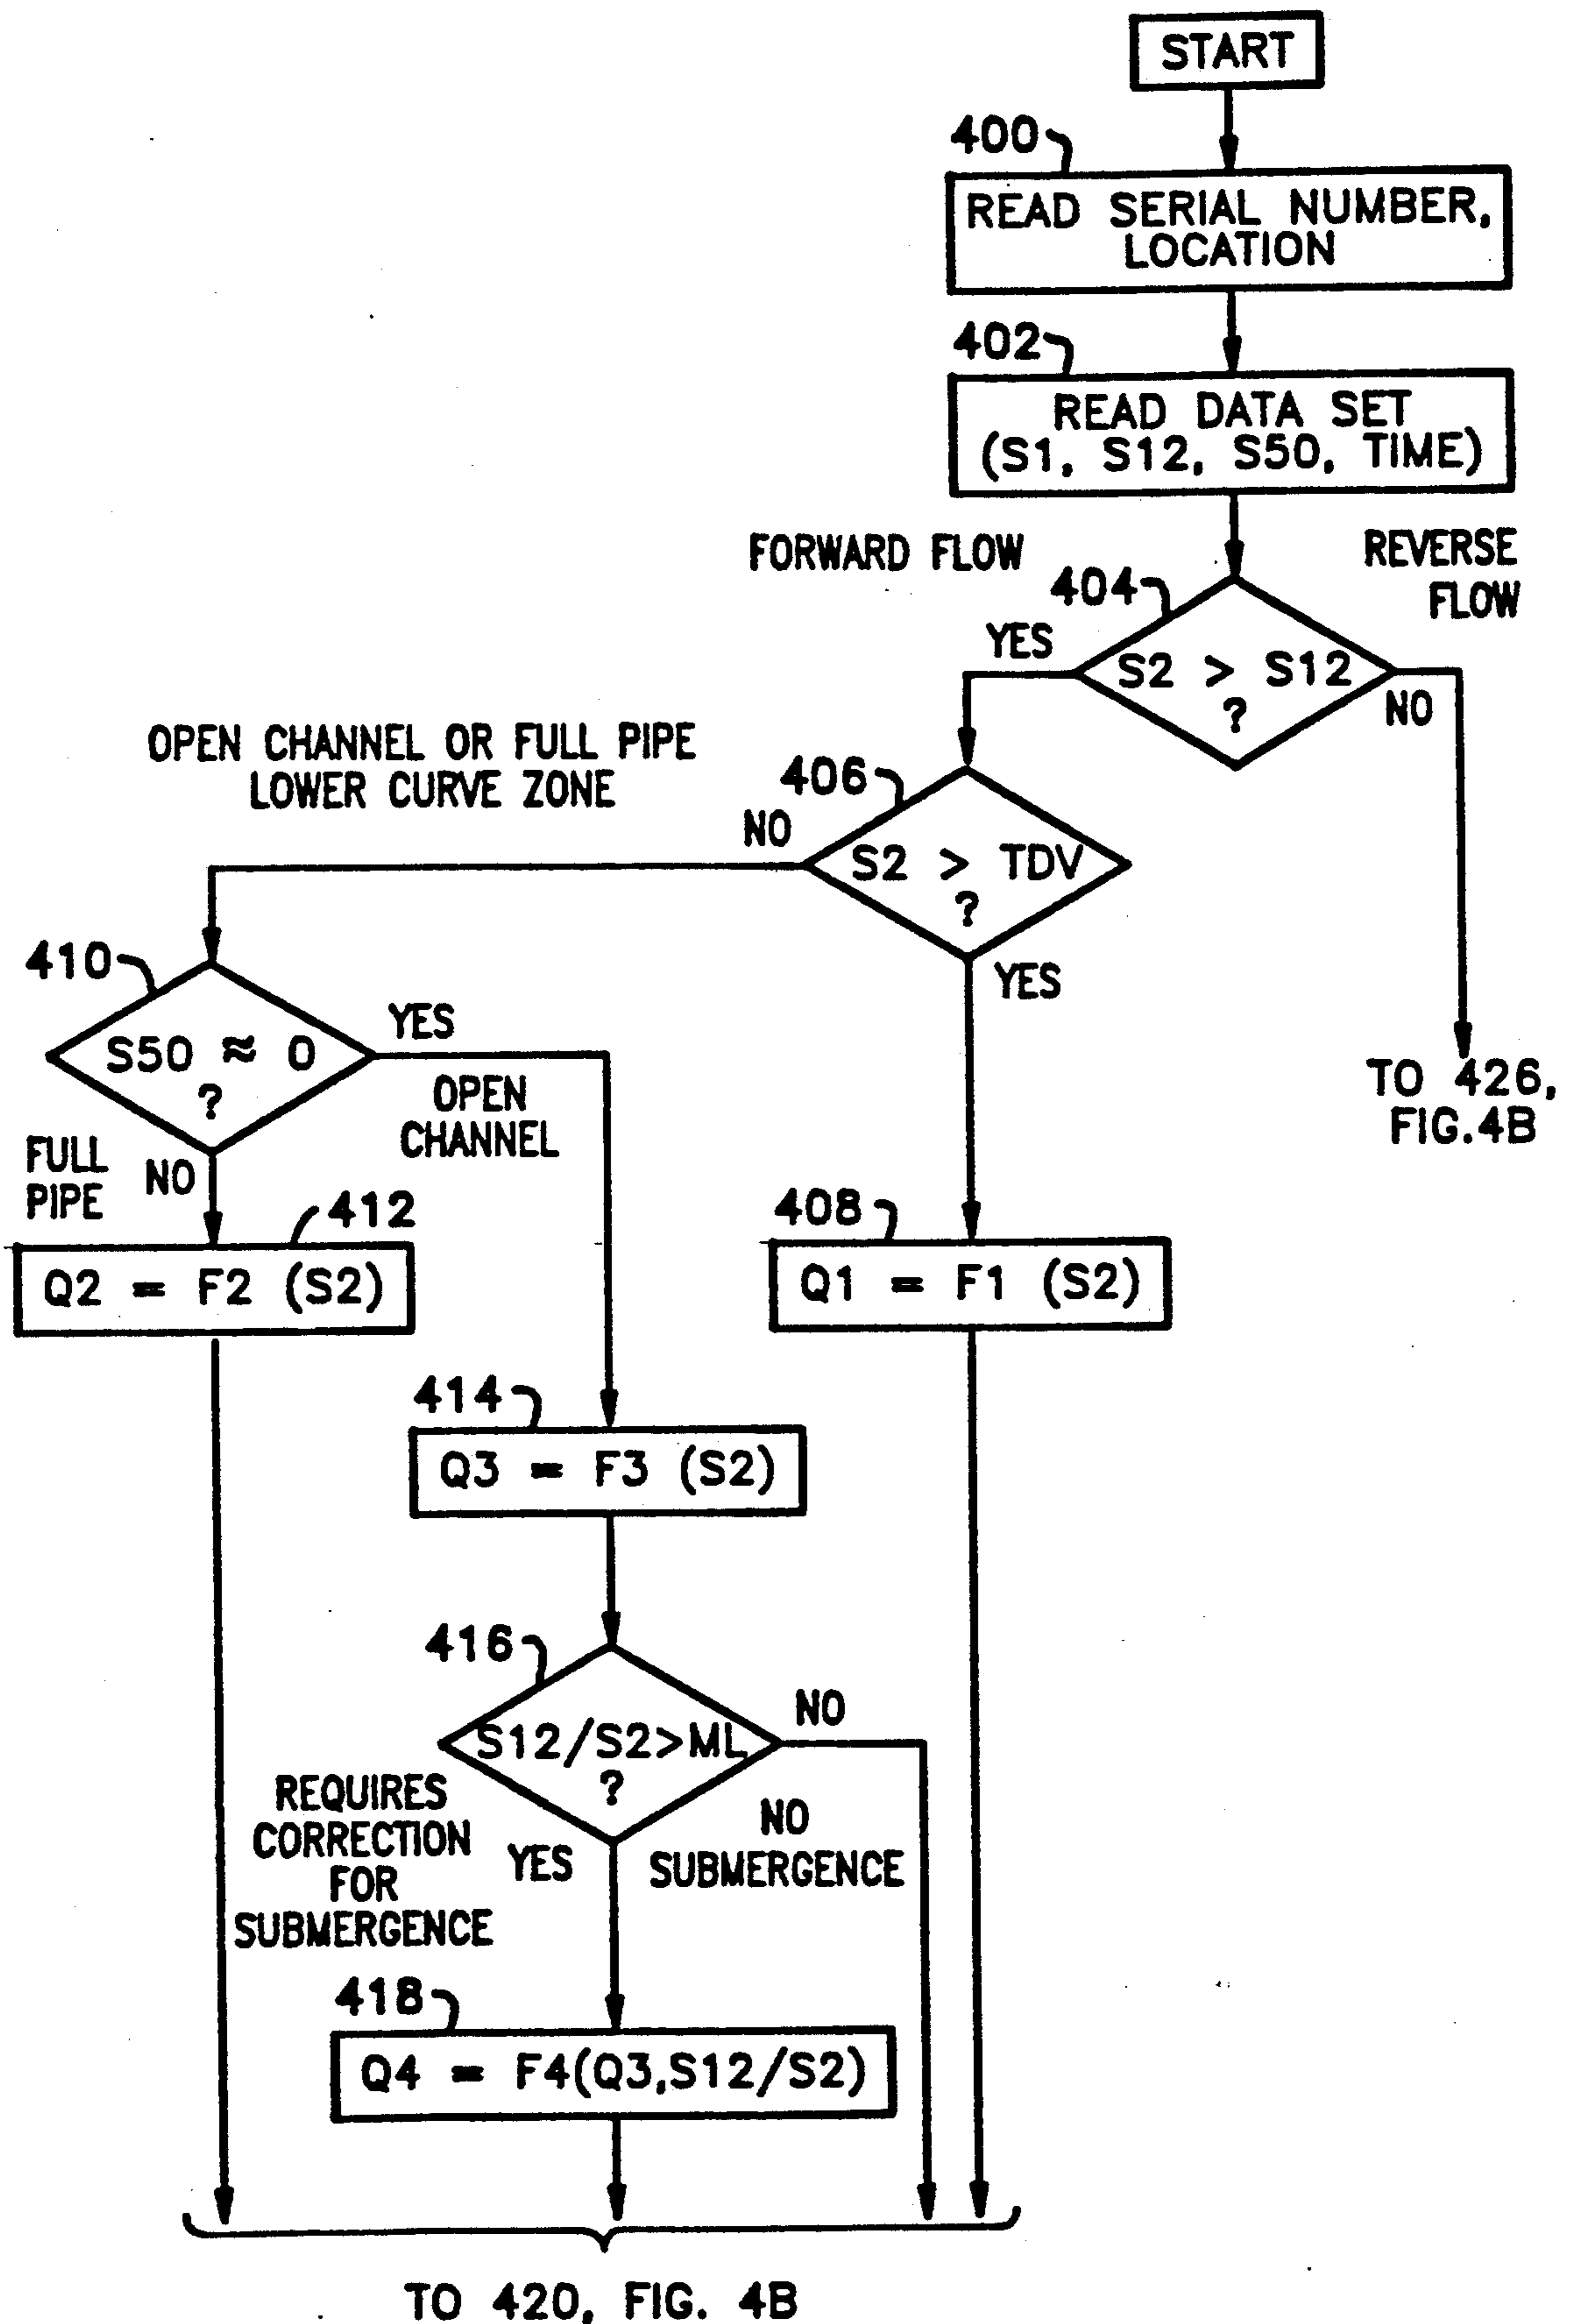 START
400
READ SERIAL NUMBER,
LOCATION
402
READ DATA SET
(S1, S12, S50, TIME)
FORWARD FLOW
REVERSE
FLOW
404
YES
S2 > S12
?
NO
OPEN CHANNEL OR FULL PIPE
LOWER CURVE ZONE
406
NO
S2 > TDV
?
YES
410
S50 ≈ 0
?
YES
OPEN
CHANNEL
FULL
PIPE
NO
TO 426,
FIG.4B
412
Q2 = F2 (S2)
408
Q1 = F1 (S2)
414
Q3 = F3 (S2)
416
S12/S2>ML
?
NO
NO
SUBMERGENCE
REQUIRES
CORRECTION
FOR
SUBMERGENCE
YES
418
Q4 = F4(Q3,S12/S2)
TO 420, FIG. 4B